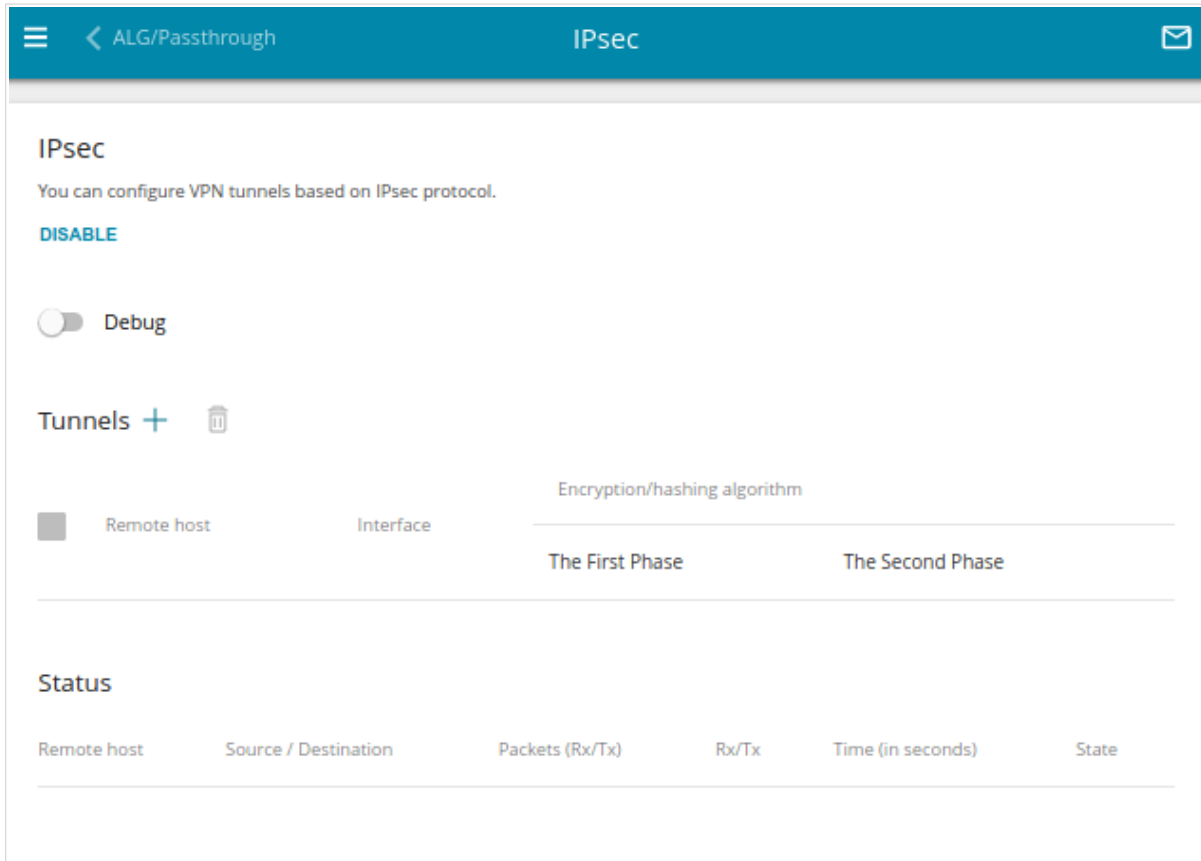 ALG/Passthrough
IPsec
IPsec
You can configure VPN tunnels based on IPsec protocol.
DISABLE
Debug
Tunnels
Encryption/hashing algorithm
Remote host Interface
The First Phase The Second Phase
Status
Remote host Source / Destination Packets (Rx/Tx) Rx/Tx Time (in seconds) State